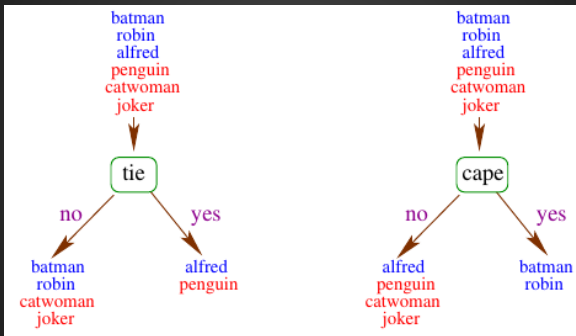 batman
robin
alfred
penguin
catwoman
joker
tie
no
yes
batman
robin
catwoman
joker
alfred
penguin
batman
robin
alfred
penguin
catwoman
joker
cape
no
yes
alfred
penguin
catwoman
joker
batman
robin